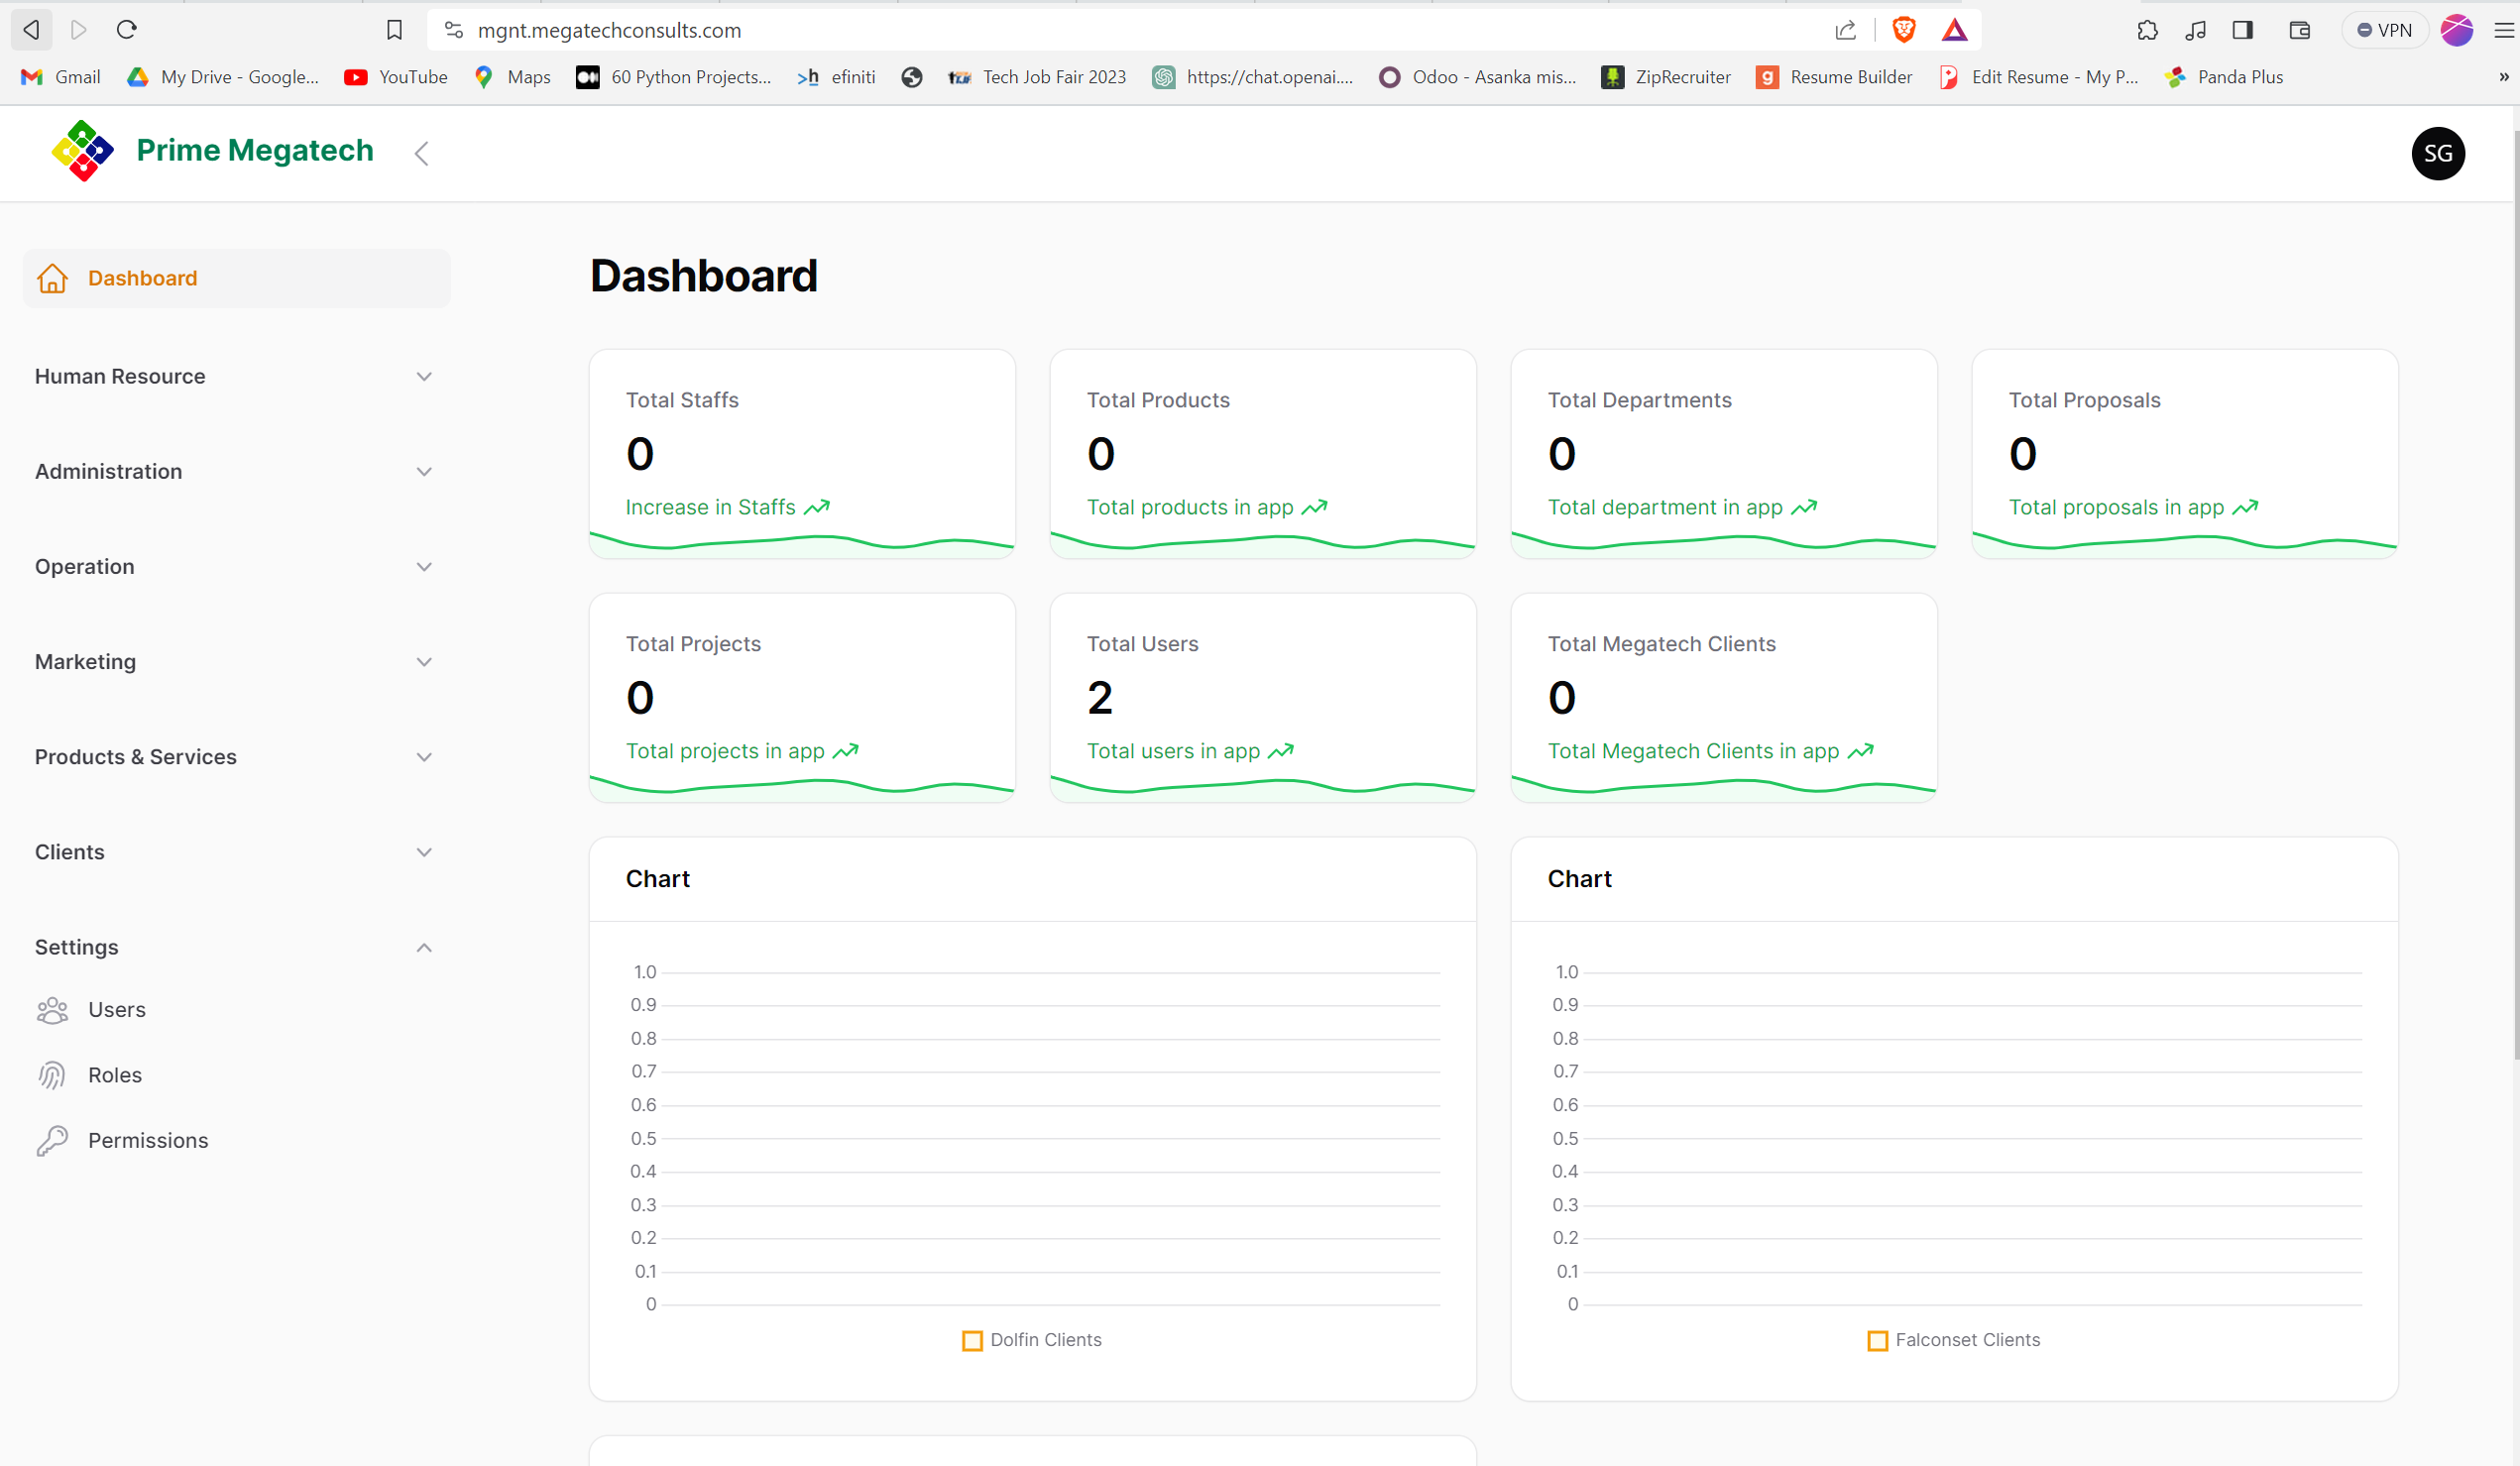 mgnt.megatechconsults.com
VPN
Gmail My Drive - Google... YouTube Maps 60 Python Projects... >h efiniti Tech Job Fair 2023 https://chat.openai.... Odoo - Asanka mis... ZipRecruiter g Resume Builder Edit Resume - My P... Panda Plus »
Prime Megatech
SG
Dashboard
Human Resource
Administration
Operation
Marketing
Products & Services
Clients
Settings
Users
Roles
Permissions
Dashboard
Total Staffs
0
Increase in Staffs
Total Products
0
Total products in app
Total Departments
0
Total department in app
Total Proposals
0
Total proposals in app
Total Projects
0
Total projects in app
Total Users
2
Total users in app
Total Megatech Clients
0
Total Megatech Clients in app
Chart
1.0
0.9
0.8
0.7
0.6
0.5
0.4
0.3
0.2
0.1
0
Dolfin Clients
Chart
1.0
0.9
0.8
0.7
0.6
0.5
0.4
0.3
0.2
0.1
0
Falconset Clients